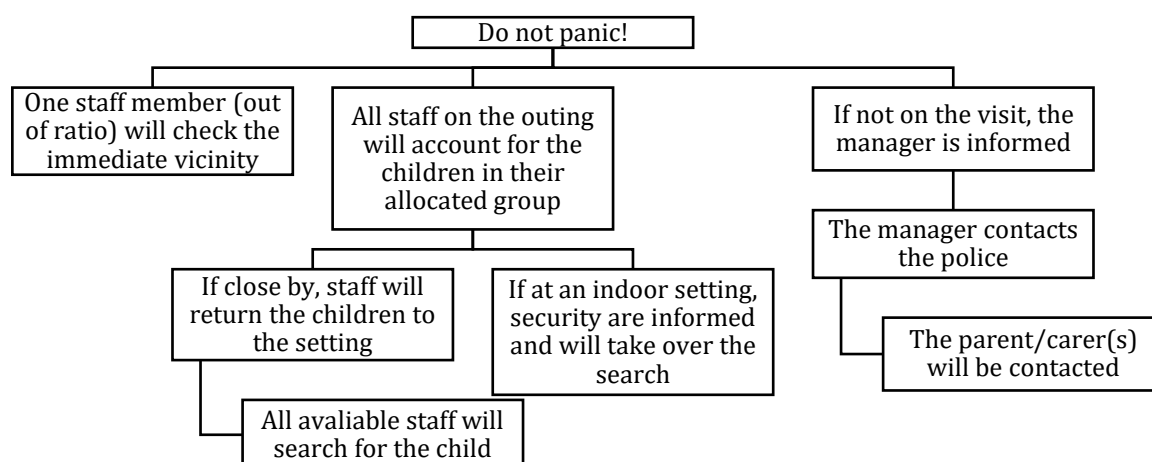 Do not panic!
One staff member (out
of ratio) will check the
immediate vicinity
All staff on the outing
will account for the
children in their
allocated group
If not on the visit, the
manager is informed
The manager contacts
the police
If close by, staff will
return the children to
the setting
If at an indoor setting,
security are informed
and will take over the
search
The parent/carer(s)
will be contacted
All avaliable staff will
search for the child